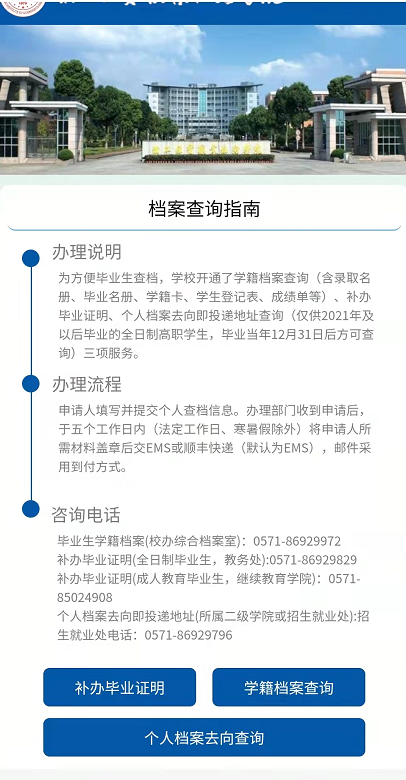 档案查询指南
办理说明
为方便毕业生查档，学校开通了学籍档案查询（含录取名
册、毕业名册、学籍卡、学生登记表、成绩单等）、补办
毕业证明、个人档案去向即投递地址查询（仅供2021年及
以后毕业的全日制高职学生，毕业当年12月31日后方可查
询）三项服务。
办理流程
申请人填写并提交个人查档信息。办理部门收到申请后，
于五个工作日内（法定工作日、寒暑假除外）将申请人所
需材料盖章后交EMS或顺丰快递（默认为EMS），邮件采
用到付方式。
咨询电话
毕业生学籍档案(校办综合档案室)：0571-86929972
补办毕业证明(全日制毕业生，教务处):0571-86929829
补办毕业证明(成人教育毕业生，继续教育学院)：0571-
85024908
个人档案去向即投递地址(所属二级学院或招生就业处):招
生就业处电话：0571-86929796
补办毕业证明
学籍档案查询
个人档案去向查询